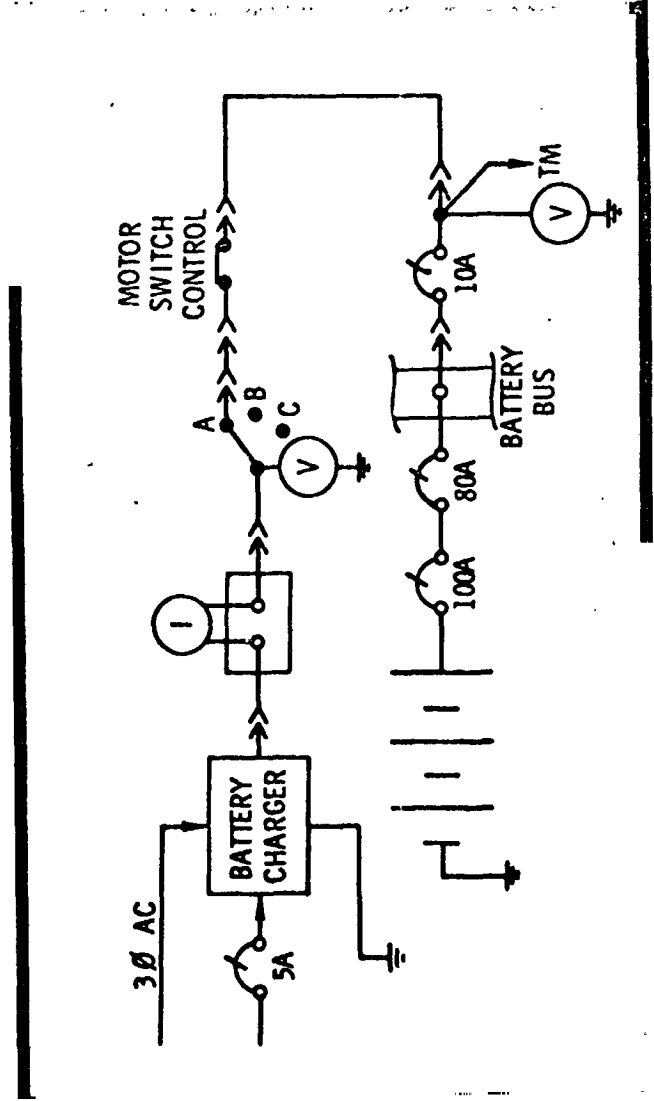 3Ø AC
5A
BATTERY
CHARGER
I
V
A
B
C
MOTOR
SWITCH
CONTROL
100A
80A
BATTERY
BUS
10A
V
TM